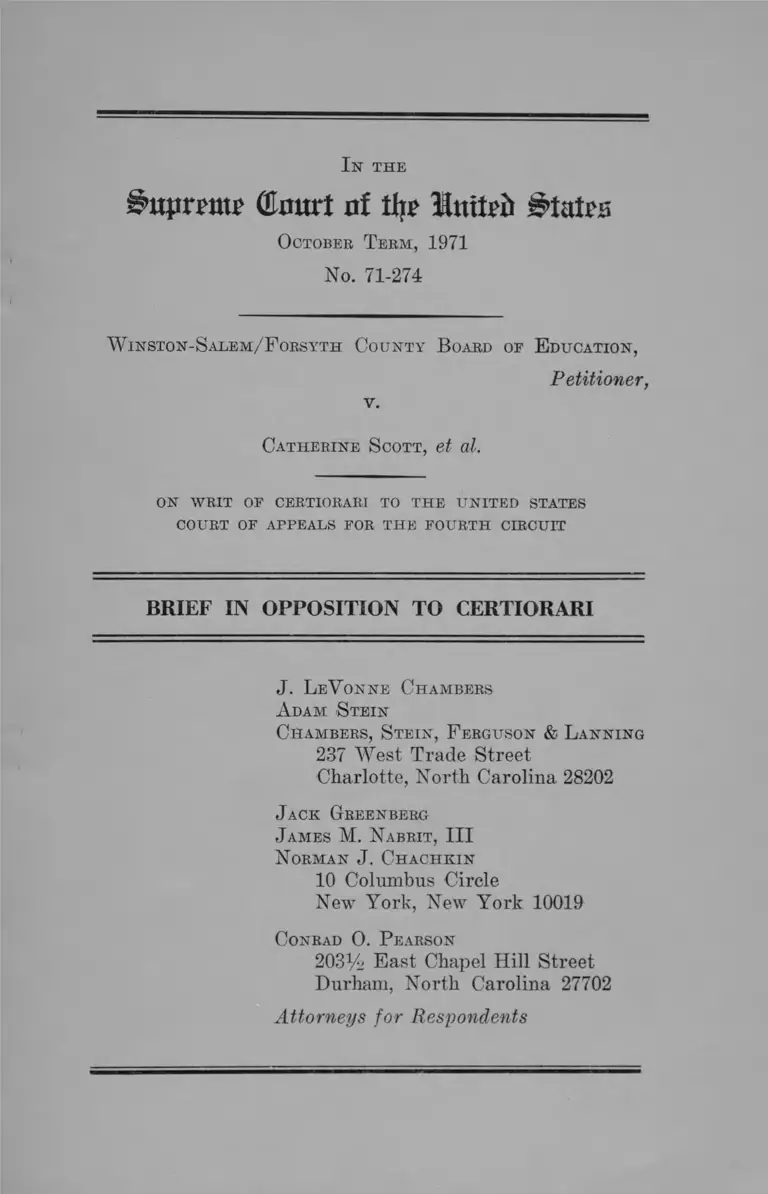 IN THE
Supreme Court of the United States
OCTOBER TERM, 1971
No. 71-274
WINSTON-SALEM/FORSYTH COUNTY BOARD OF EDUCATION,
Petitioner,
v.
CATHERINE SCOTT, et al.
ON WRIT OF CERTIORARI TO THE UNITED STATES
COURT OF APPEALS FOR THE FOURTH CIRCUIT
BRIEF IN OPPOSITION TO CERTIORARI
J. LEVONNE CHAMBERS
ADAM STEIN
CHAMBERS, STEIN, FERGUSON & LANNING
237 West Trade Street
Charlotte, North Carolina 28202
JACK GREENBERG
JAMES M. NABRIT, III
NORMAN J. CHACHKIN
10 Columbus Circle
New York, New York 10019
CONRAD O. PEARSON
203½ East Chapel Hill Street
Durham, North Carolina 27702
Attorneys for Respondents